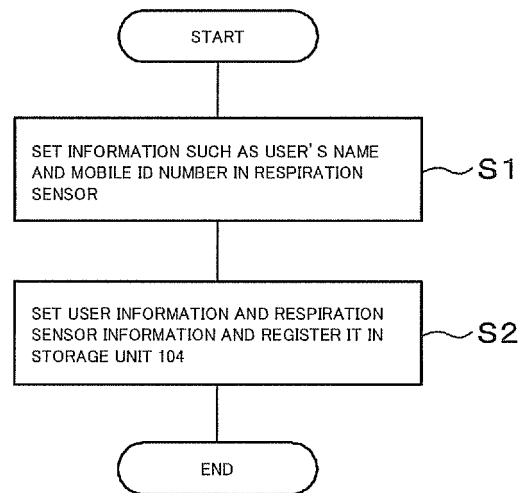 START
SET INFORMATION SUCH AS USER'S NAME
AND MOBILE ID NUMBER IN RESPIRATION
SENSOR
S1
SET USER INFORMATION AND RESPIRATION
SENSOR INFORMATION AND REGISTER IT IN
STORAGE UNIT 104
S2
END